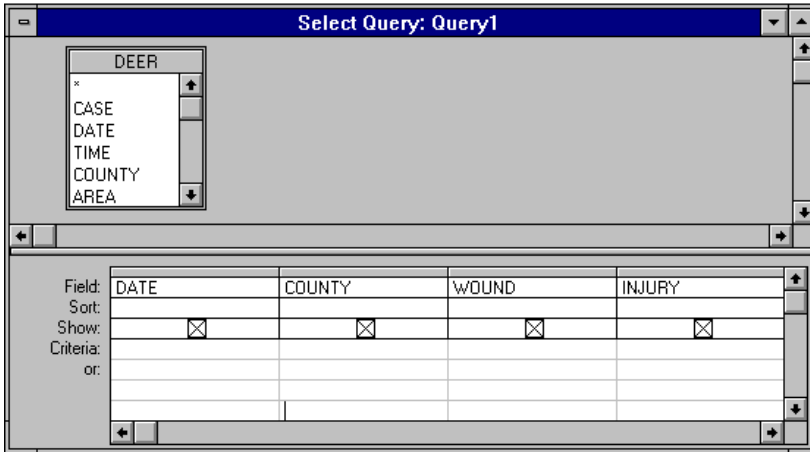 Select Query: Query1
DEER
*
CASE
DATE
TIME
COUNTY
AREA
Field: DATE COUNTY WOUND INJURY
Sort:
Show:
Criteria:
or: